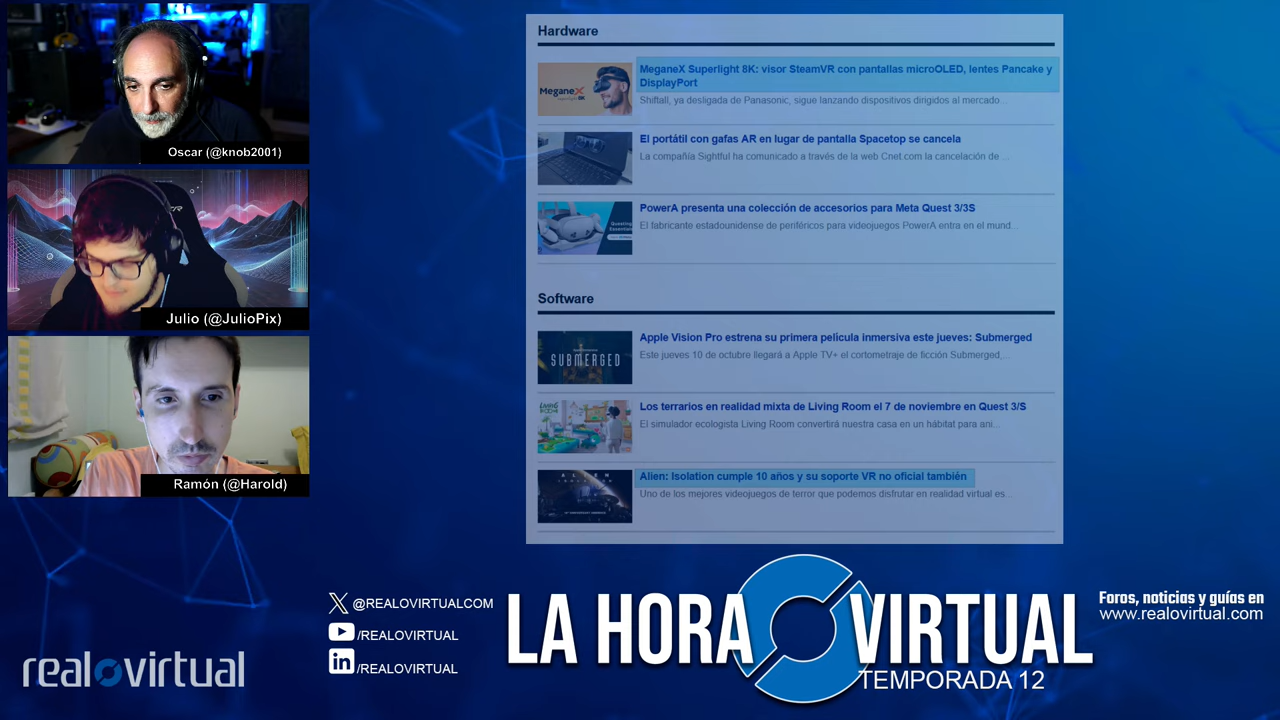 Oscar (@knob2001)
Julio (@JulioPix)
Ramón (@Harold)
Hardware
MeganeX
superlight 8K
MeganeX Superlight 8K: visor SteamVR con pantallas microOLED, lentes Pancake y
DisplayPort
Shiftall, ya desligada de Panasonic, sigue lanzando dispositivos dirigidos al mercado...
El portátil con gafas AR en lugar de pantalla Spacetop se cancela
La compañía Sightful ha comunicado a través de la web Cnet.com la cancelación de ...
PowerA presenta una colección de accesorios para Meta Quest 3/3S
El fabricante estadounidense de periféricos para videojuegos PowerA entra en el mund...
Software
SUBMERGED
Apple Vision Pro estrena su primera película inmersiva este jueves: Submerged
Este jueves 10 de octubre llegará a Apple TV+ el cortometraje de ficción Submerged,...
LIVING
ROOM
Los terrarios en realidad mixta de Living Room el 7 de noviembre en Quest 3/S
El simulador ecologista Living Room convertirá nuestra casa en un hábitat para ani...
ALIEN
ISOLATION
Alien: Isolation cumple 10 años y su soporte VR no oficial también
Uno de los mejores videojuegos de terror que podemos disfrutar en realidad virtual es...
@REALOVIRTUALCOM
/REALOVIRTUAL
in /REALOVIRTUAL
LA HORA VIRTUAL
TEMPORADA 12
Foros, noticias y guías en
www.realovirtual.com
realovirtual